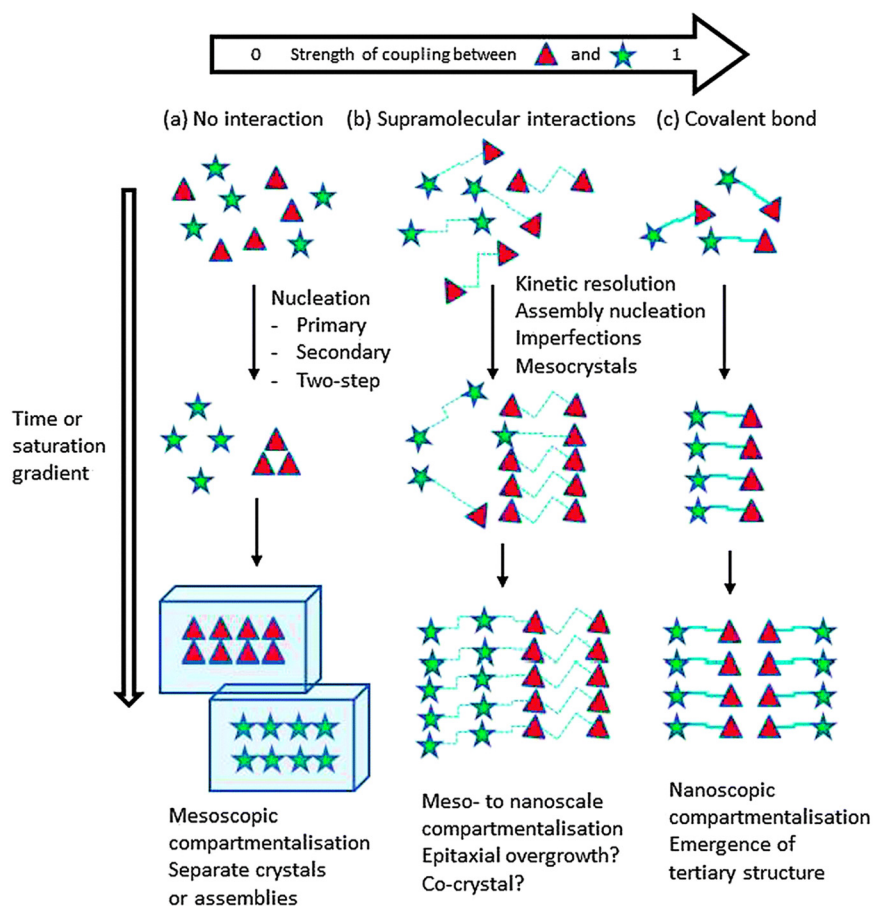 0 Strength of coupling between and 1
(a) No interaction
(b) Supramolecular interactions
(c) Covalent bond
Nucleation
- Primary
- Secondary
- Two-step
Kinetic resolution
Assembly nucleation
Imperfections
Mesocrystals
Time or
saturation
gradient
Mesoscopic
compartmentalisation
Separate crystals
or assemblies
Meso- to nanoscale
compartmentalisation
Epitaxial overgrowth?
Co-crystal?
Nanoscopic
compartmentalisation
Emergence of
tertiary structure